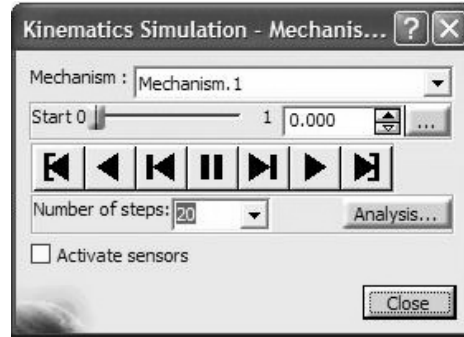 Kinematics Simulation - Mechanis...
Mechanism : Mechanism.1
Start 0 1 0.000 ...
Number of steps: 20 Analysis...
Activate sensors
Close